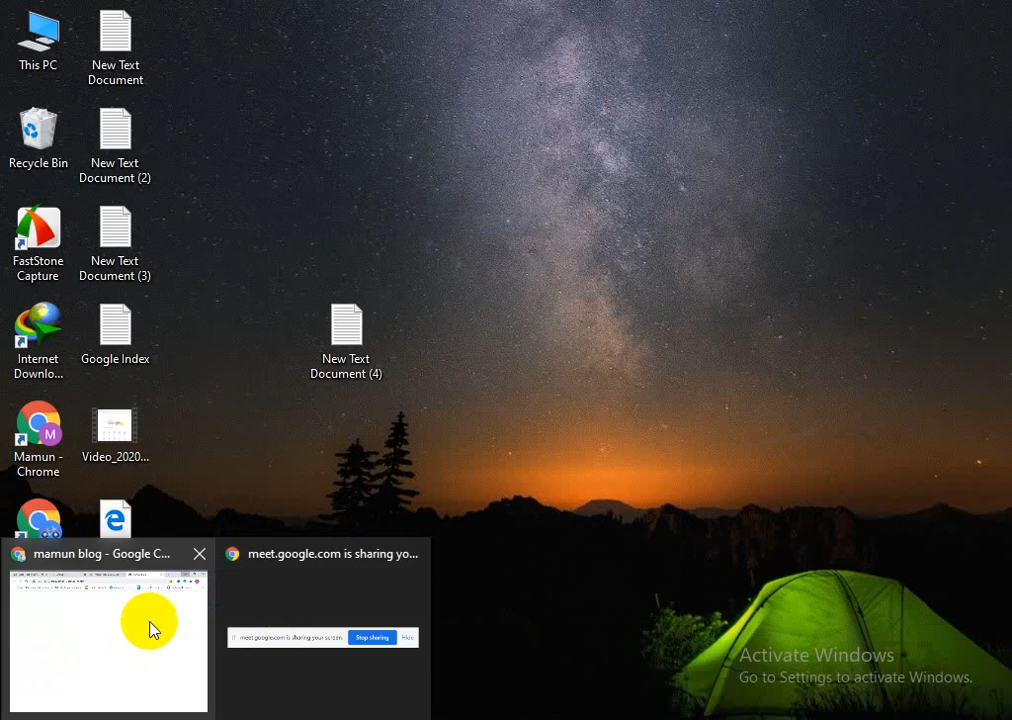 This PC
New Text
Document
Recycle Bin
New Text
Document (2)
FastStone
Capture
New Text
Document (3)
Internet
Downlo...
Google Index
New Text
Document (4)
Mamun -
Chrome
M
Video_2020...
mamun blog - Google C...
meet.google.com is sharing yo...
meet.google.com is sharing your screen.
Stop sharing
Hide
Activate Windows
Go to Settings to activate Windows.